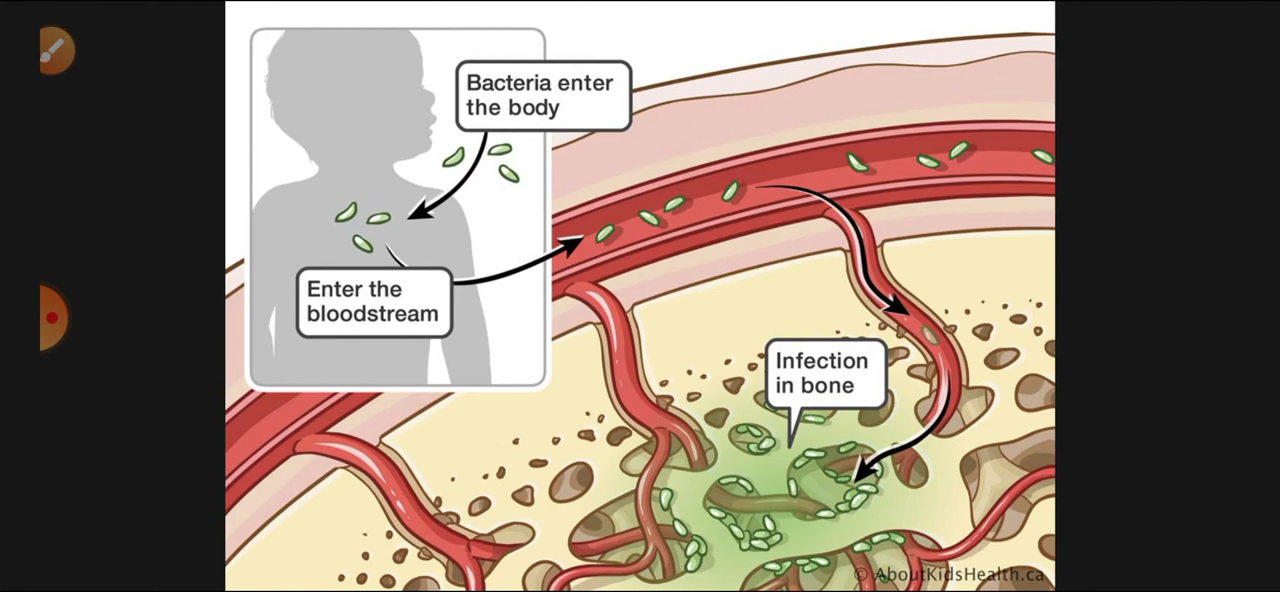 Bacteria enter
the body
Enter the
bloodstream
Infection
in bone
© AboutKidsHealth.ca